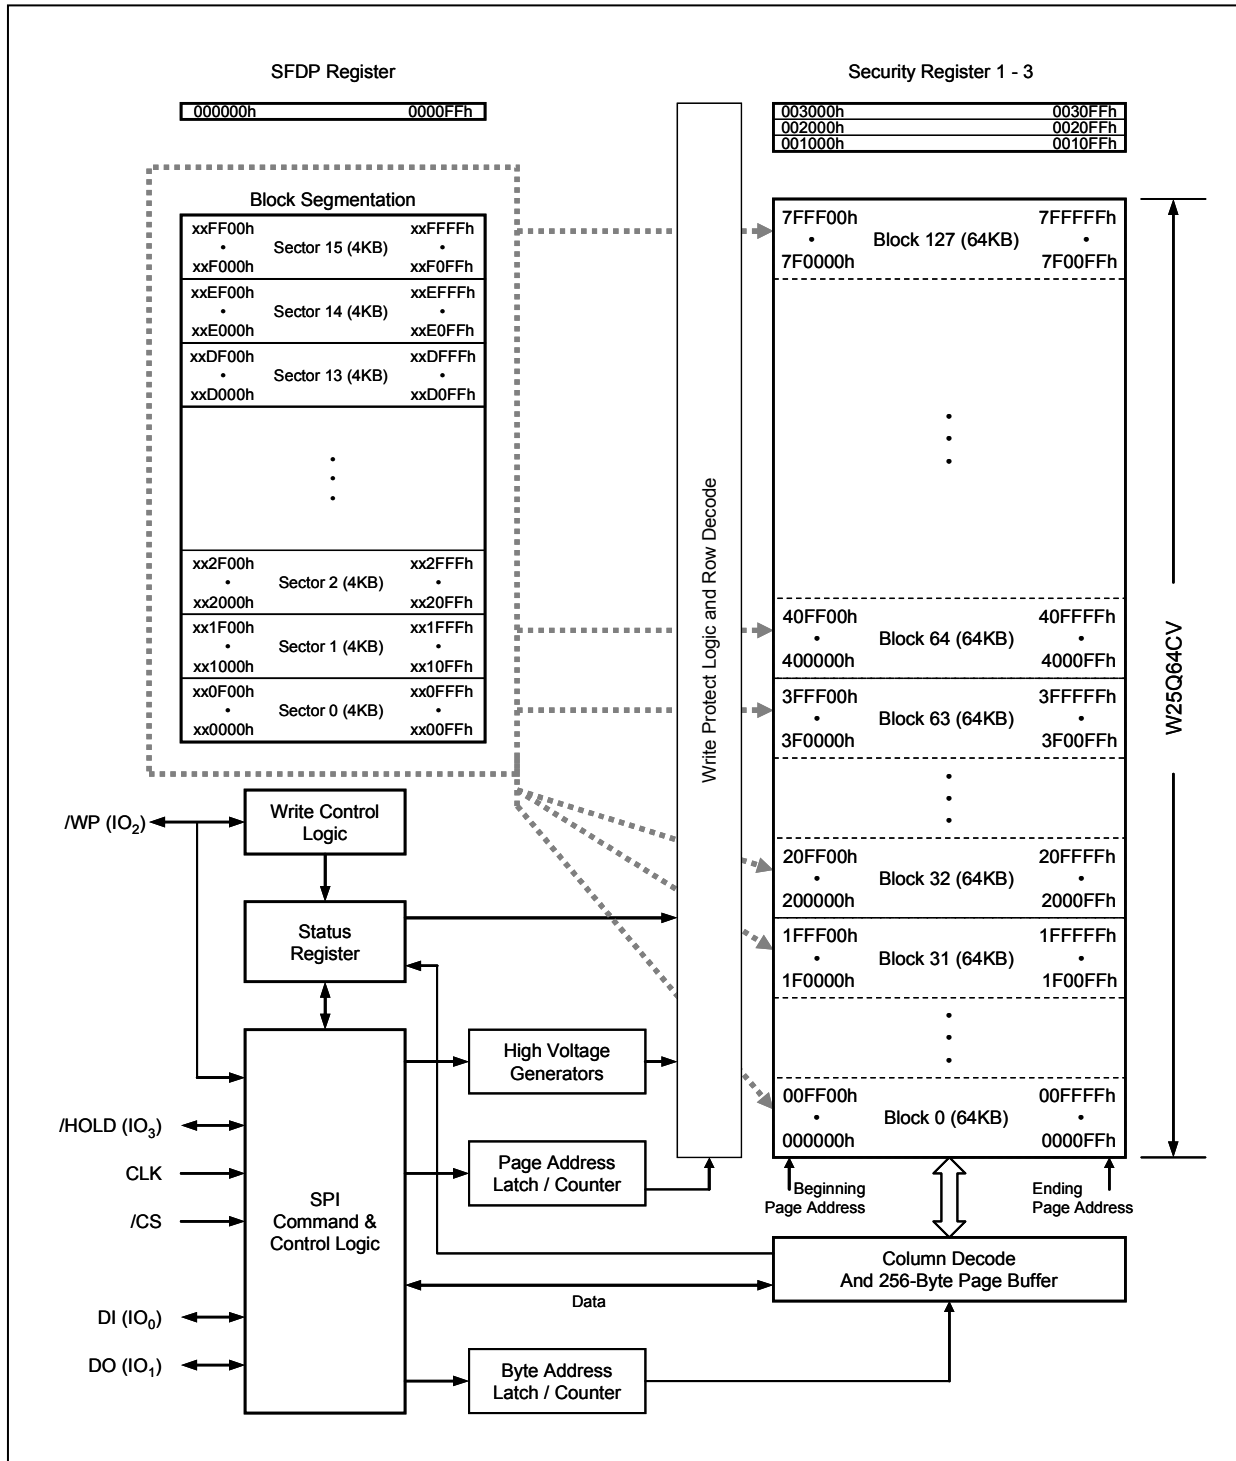 SFDP Register
000000h 0000FFh
Security Register 1 - 3
003000h 0030FFh
002000h 0020FFh
001000h 0010FFh
Block Segmentation
xxFF00h xxFFFFh
• Sector 15 (4KB) •
xxF000h xxF0FFh
xxEF00h xxEFFFh
• Sector 14 (4KB) •
xxE000h xxE0FFh
xxDF00h xxDFFFh
• Sector 13 (4KB) •
xxD000h xxD0FFh
xx2F00h xx2FFFh
• Sector 2 (4KB) •
xx2000h xx20FFh
xx1F00h xx1FFFh
• Sector 1 (4KB) •
xx1000h xx10FFh
xx0F00h xx0FFFh
• Sector 0 (4KB) •
xx0000h xx00FFh
Write Protect Logic and Row Decode
7FFF00h 7FFFFFh
• Block 127 (64KB) •
7F0000h 7F00FFh
40FF00h 40FFFFh
• Block 64 (64KB) •
400000h 4000FFh
3FFF00h 3FFFFFh
• Block 63 (64KB) •
3F0000h 3F00FFh
20FF00h 20FFFFh
• Block 32 (64KB) •
200000h 2000FFh
1FFF00h 1FFFFFh
• Block 31 (64KB) •
1F0000h 1F00FFh
00FF00h 00FFFFh
• Block 0 (64KB) •
000000h 0000FFh
W25Q64CV
Beginning
Page Address
Ending
Page Address
/WP (IO₂)
Write Control
Logic
Status
Register
High Voltage
Generators
/HOLD (IO₃)
CLK
/CS
DI (IO₀)
DO (IO₁)
SPI
Command &
Control Logic
Page Address
Latch / Counter
Column Decode
And 256-Byte Page Buffer
Data
Byte Address
Latch / Counter